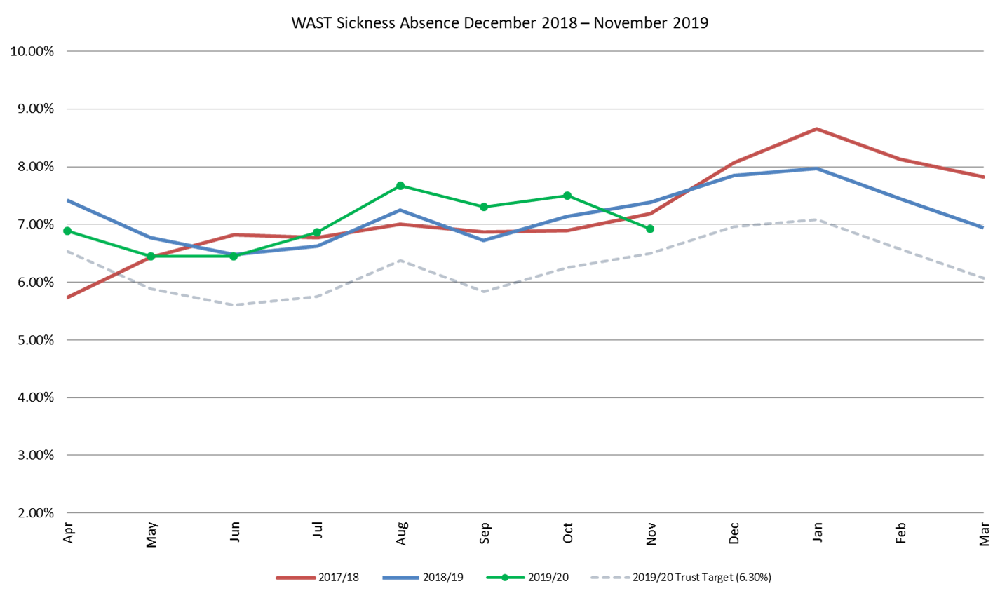 WAST Sickness Absence December 2018 – November 2019
10.00%
9.00%
8.00%
7.00%
6.00%
5.00%
4.00%
3.00%
2.00%
Apr
May
Jun
Jul
Aug
Sep
Oct
Nov
Dec
Jan
Feb
Mar
2017/18
2018/19
2019/20
2019/20 Trust Target (6.30%)